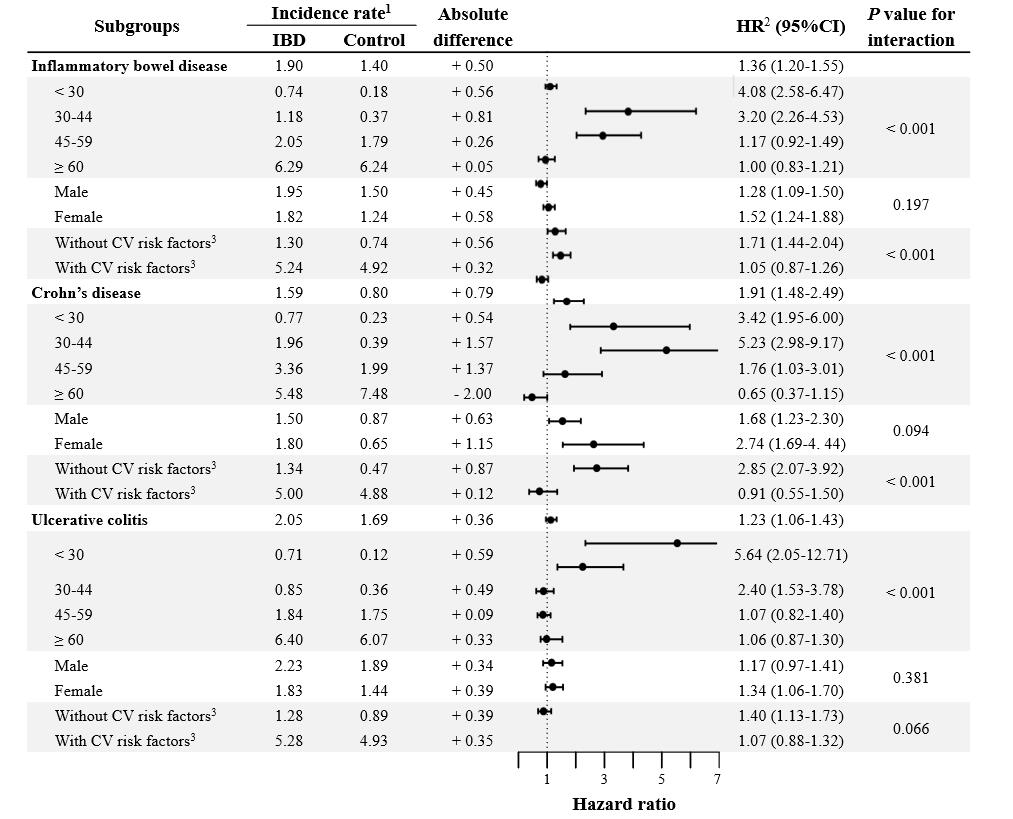 Subgroups Incidence rate¹ Absolute difference HR² (95%CI) P value for interaction
IBD Control
Inflammatory bowel disease 1.90 1.40 + 0.50 1.36 (1.20-1.55)
< 30 0.74 0.18 + 0.56 4.08 (2.58-6.47)
30-44 1.18 0.37 + 0.81 3.20 (2.26-4.53)
< 0.001
45-59 2.05 1.79 + 0.26 1.17 (0.92-1.49)
≥ 60 6.29 6.24 + 0.05 1.00 (0.83-1.21)
Male 1.95 1.50 + 0.45 1.28 (1.09-1.50)
0.197
Female 1.82 1.24 + 0.58 1.52 (1.24-1.88)
Without CV risk factors³ 1.30 0.74 + 0.56 1.71 (1.44-2.04)
< 0.001
With CV risk factors³ 5.24 4.92 + 0.32 1.05 (0.87-1.26)
Crohn’s disease 1.59 0.80 + 0.79 1.91 (1.48-2.49)
< 30 0.77 0.23 + 0.54 3.42 (1.95-6.00)
30-44 1.96 0.39 + 1.57 5.23 (2.98-9.17)
< 0.001
45-59 3.36 1.99 + 1.37 1.76 (1.03-3.01)
≥ 60 5.48 7.48 - 2.00 0.65 (0.37-1.15)
Male 1.50 0.87 + 0.63 1.68 (1.23-2.30)
0.094
Female 1.80 0.65 + 1.15 2.74 (1.69-4. 44)
Without CV risk factors³ 1.34 0.47 + 0.87 2.85 (2.07-3.92)
< 0.001
With CV risk factors³ 5.00 4.88 + 0.12 0.91 (0.55-1.50)
Ulcerative colitis 2.05 1.69 + 0.36 1.23 (1.06-1.43)
< 30 0.71 0.12 + 0.59 5.64 (2.05-12.71)
30-44 0.85 0.36 + 0.49 2.40 (1.53-3.78)
< 0.001
45-59 1.84 1.75 + 0.09 1.07 (0.82-1.40)
≥ 60 6.40 6.07 + 0.33 1.06 (0.87-1.30)
Male 2.23 1.89 + 0.34 1.17 (0.97-1.41)
0.381
Female 1.83 1.44 + 0.39 1.34 (1.06-1.70)
Without CV risk factors³ 1.28 0.89 + 0.39 1.40 (1.13-1.73)
0.066
With CV risk factors³ 5.28 4.93 + 0.35 1.07 (0.88-1.32)
1 3 5 7
Hazard ratio